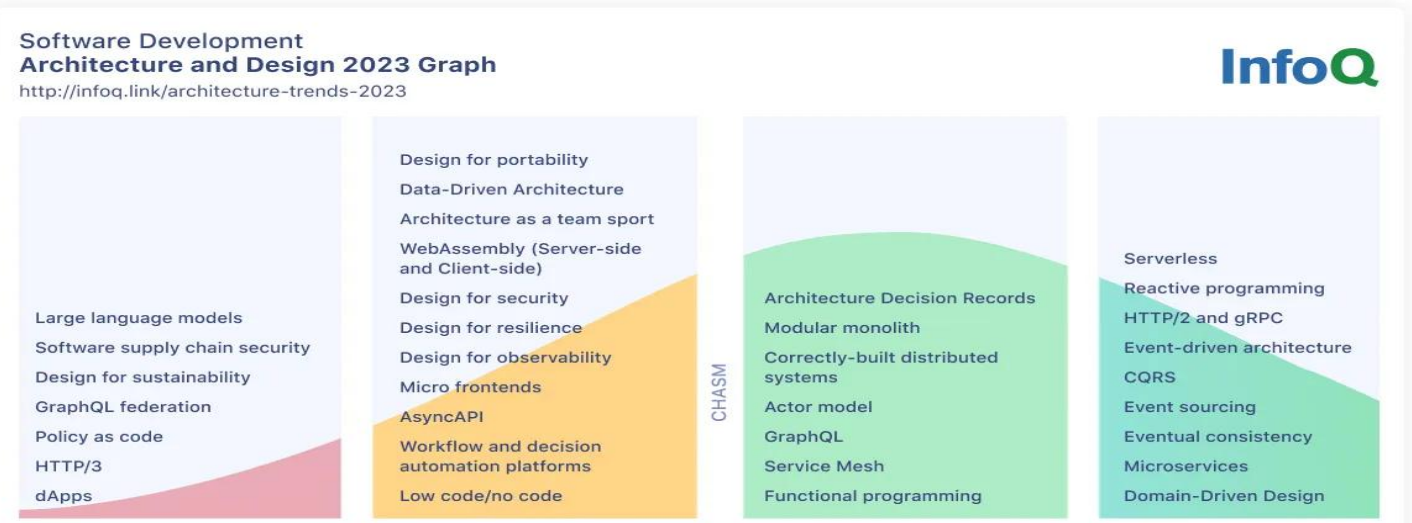 Software Development
Architecture and Design 2023 Graph
http://infoq.link/architecture-trends-2023
InfoQ
Large language models
Software supply chain security
Design for sustainability
GraphQL federation
Policy as code
HTTP/3
dApps
Design for portability
Data-Driven Architecture
Architecture as a team sport
WebAssembly (Server-side
and Client-side)
Design for security
Design for resilience
Design for observability
Micro frontends
AsyncAPI
Workflow and decision
automation platforms
Low code/no code
CHASM
Architecture Decision Records
Modular monolith
Correctly-built distributed
systems
Actor model
GraphQL
Service Mesh
Functional programming
Serverless
Reactive programming
HTTP/2 and gRPC
Event-driven architecture
CQRS
Event sourcing
Eventual consistency
Microservices
Domain-Driven Design